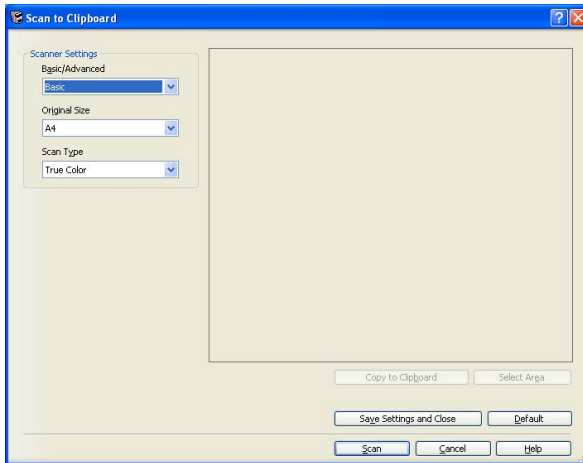 Scan to Clipboard
Scanner Settings
Basic/Advanced
Basic
Original Size
A4
Scan Type
True Color
Copy to Clipboard
Select Area
Save Settings and Close
Default
Scan
Cancel
Help